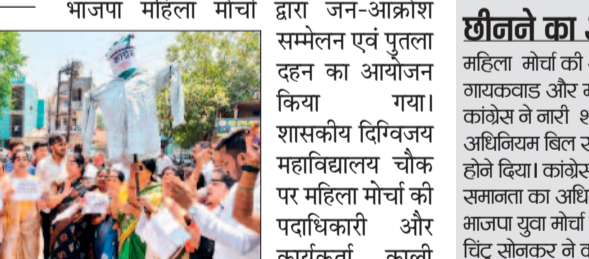 भाजपा महिला मोर्चा द्वारा जन-आक्रोश
सम्मेलन एवं पुतला
दहन का आयोजन
किया गया।
शासकीय दिग्विजय
महाविद्यालय चौक
पर महिला मोर्चा की
पदाधिकारी और
कार्यकर्ता काली
कांग्रेस
छीनने का
महिला मोर्चा की
गायकवाड और
कांग्रेस ने नारी
अधिनियम बिल
होने दिया। कांग्रेस
समानता का
भाजपा युवा मोर्चा
चिंटू सोनकर ने